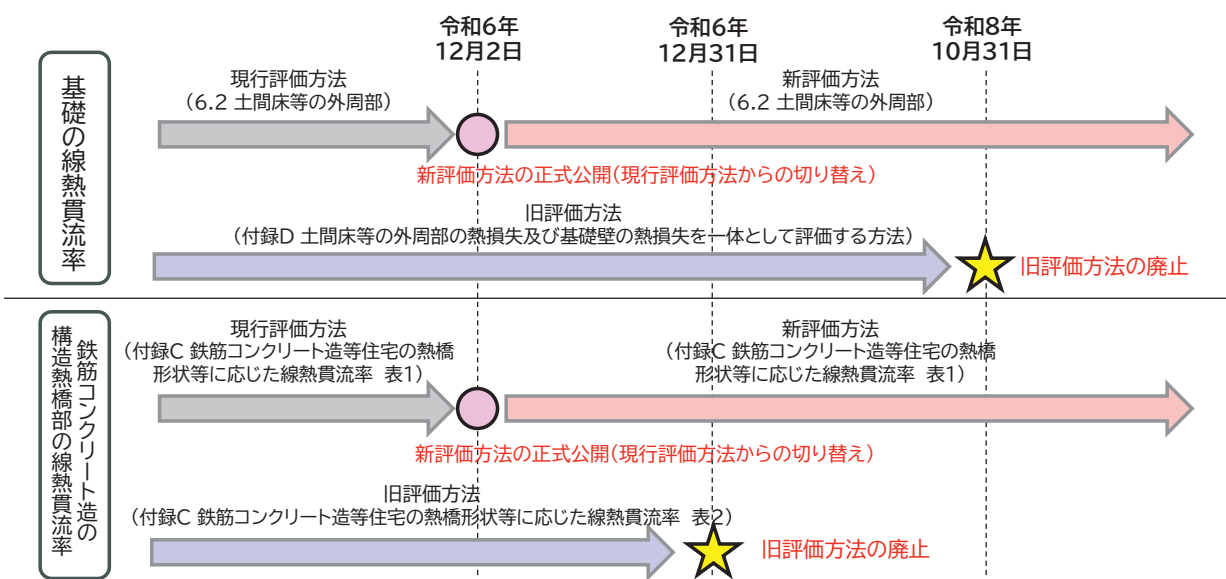 令和6年
12月2日
令和6年
12月31日
令和8年
10月31日
基礎の線熱貫流率
現行評価方法
（6.2 土間床等の外周部）
新評価方法
（6.2 土間床等の外周部）
新評価方法の正式公開（現行評価方法からの切り替え）
旧評価方法
（付録D 土間床等の外周部の熱損失及び基礎壁の熱損失を一体として評価する方法）
旧評価方法の廃止
鉄筋コンクリート造の
構造熱橋部の線熱貫流率
現行評価方法
（付録C 鉄筋コンクリート造等住宅の熱橋
形状等に応じた線熱貫流率 表1）
新評価方法
（付録C 鉄筋コンクリート造等住宅の熱橋
形状等に応じた線熱貫流率 表1）
新評価方法の正式公開（現行評価方法からの切り替え）
旧評価方法
（付録C 鉄筋コンクリート造等住宅の熱橋形状等に応じた線熱貫流率 表2）
旧評価方法の廃止